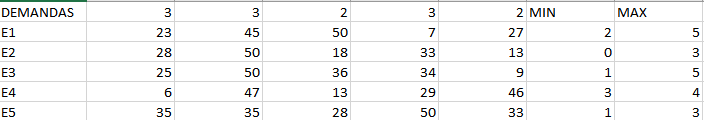 DEMANDAS 3 3 2 3 2 MIN MAX
E1 23 45 50 7 27 2 5
E2 28 50 18 33 13 0 3
E3 25 50 36 34 9 1 5
E4 6 47 13 29 46 3 4
E5 35 35 28 50 33 1 3